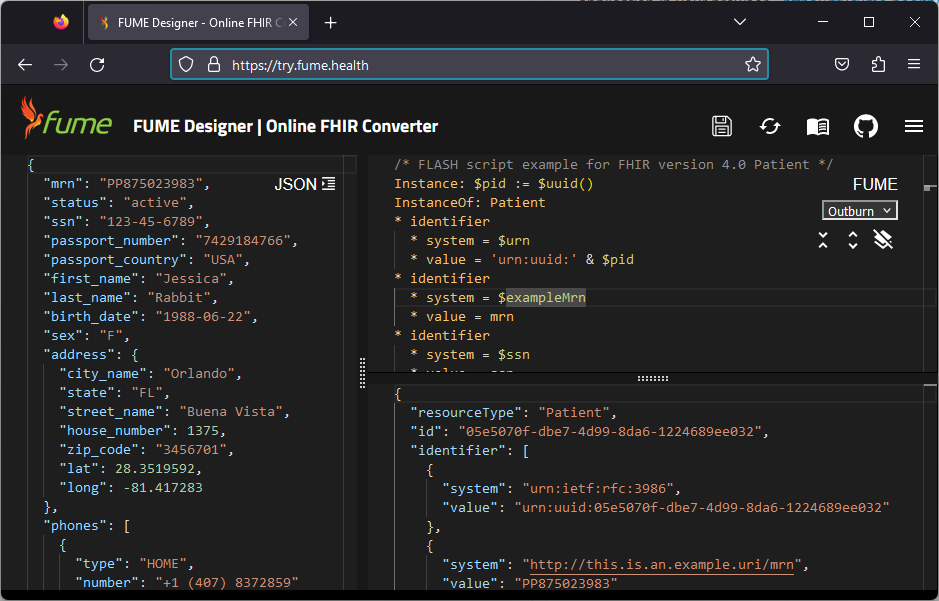 FUME Designer - Online FHIR C
https://try.fume.health
fume
FUME Designer | Online FHIR Converter
{
"mrn": "PP875023983",
"status": "active",
"ssn": "123-45-6789",
"passport_number": "7429184766",
"passport_country": "USA",
"first_name": "Jessica",
"last_name": "Rabbit",
"birth_date": "1988-06-22",
"sex": "F",
"address": {
"city_name": "Orlando",
"state": "FL",
"street_name": "Buena Vista",
"house_number": 1375,
"zip_code": "3456701",
"lat": 28.3519592,
"long": -81.417283
},
"phones": [
{
"type": "HOME",
"number": "+1 (407) 8372859"
JSON
/* FLASH script example for FHIR version 4.0 Patient */
Instance: $pid := $uuid()
InstanceOf: Patient
* identifier
* system = $urn
* value = 'urn:uuid:' & $pid
* identifier
* system = $exampleMrn
* value = mrn
* identifier
* system = $ssn
* value = ssn
FUME
Outburn
{
"resourceType": "Patient",
"id": "05e5070f-dbe7-4d99-8da6-1224689ee032",
"identifier": [
{
"system": "urn:ietf:rfc:3986",
"value": "urn:uuid:05e5070f-dbe7-4d99-8da6-1224689ee032"
},
{
"system": "http://this.is.an.example.uri/mrn",
"value": "PP875023983"